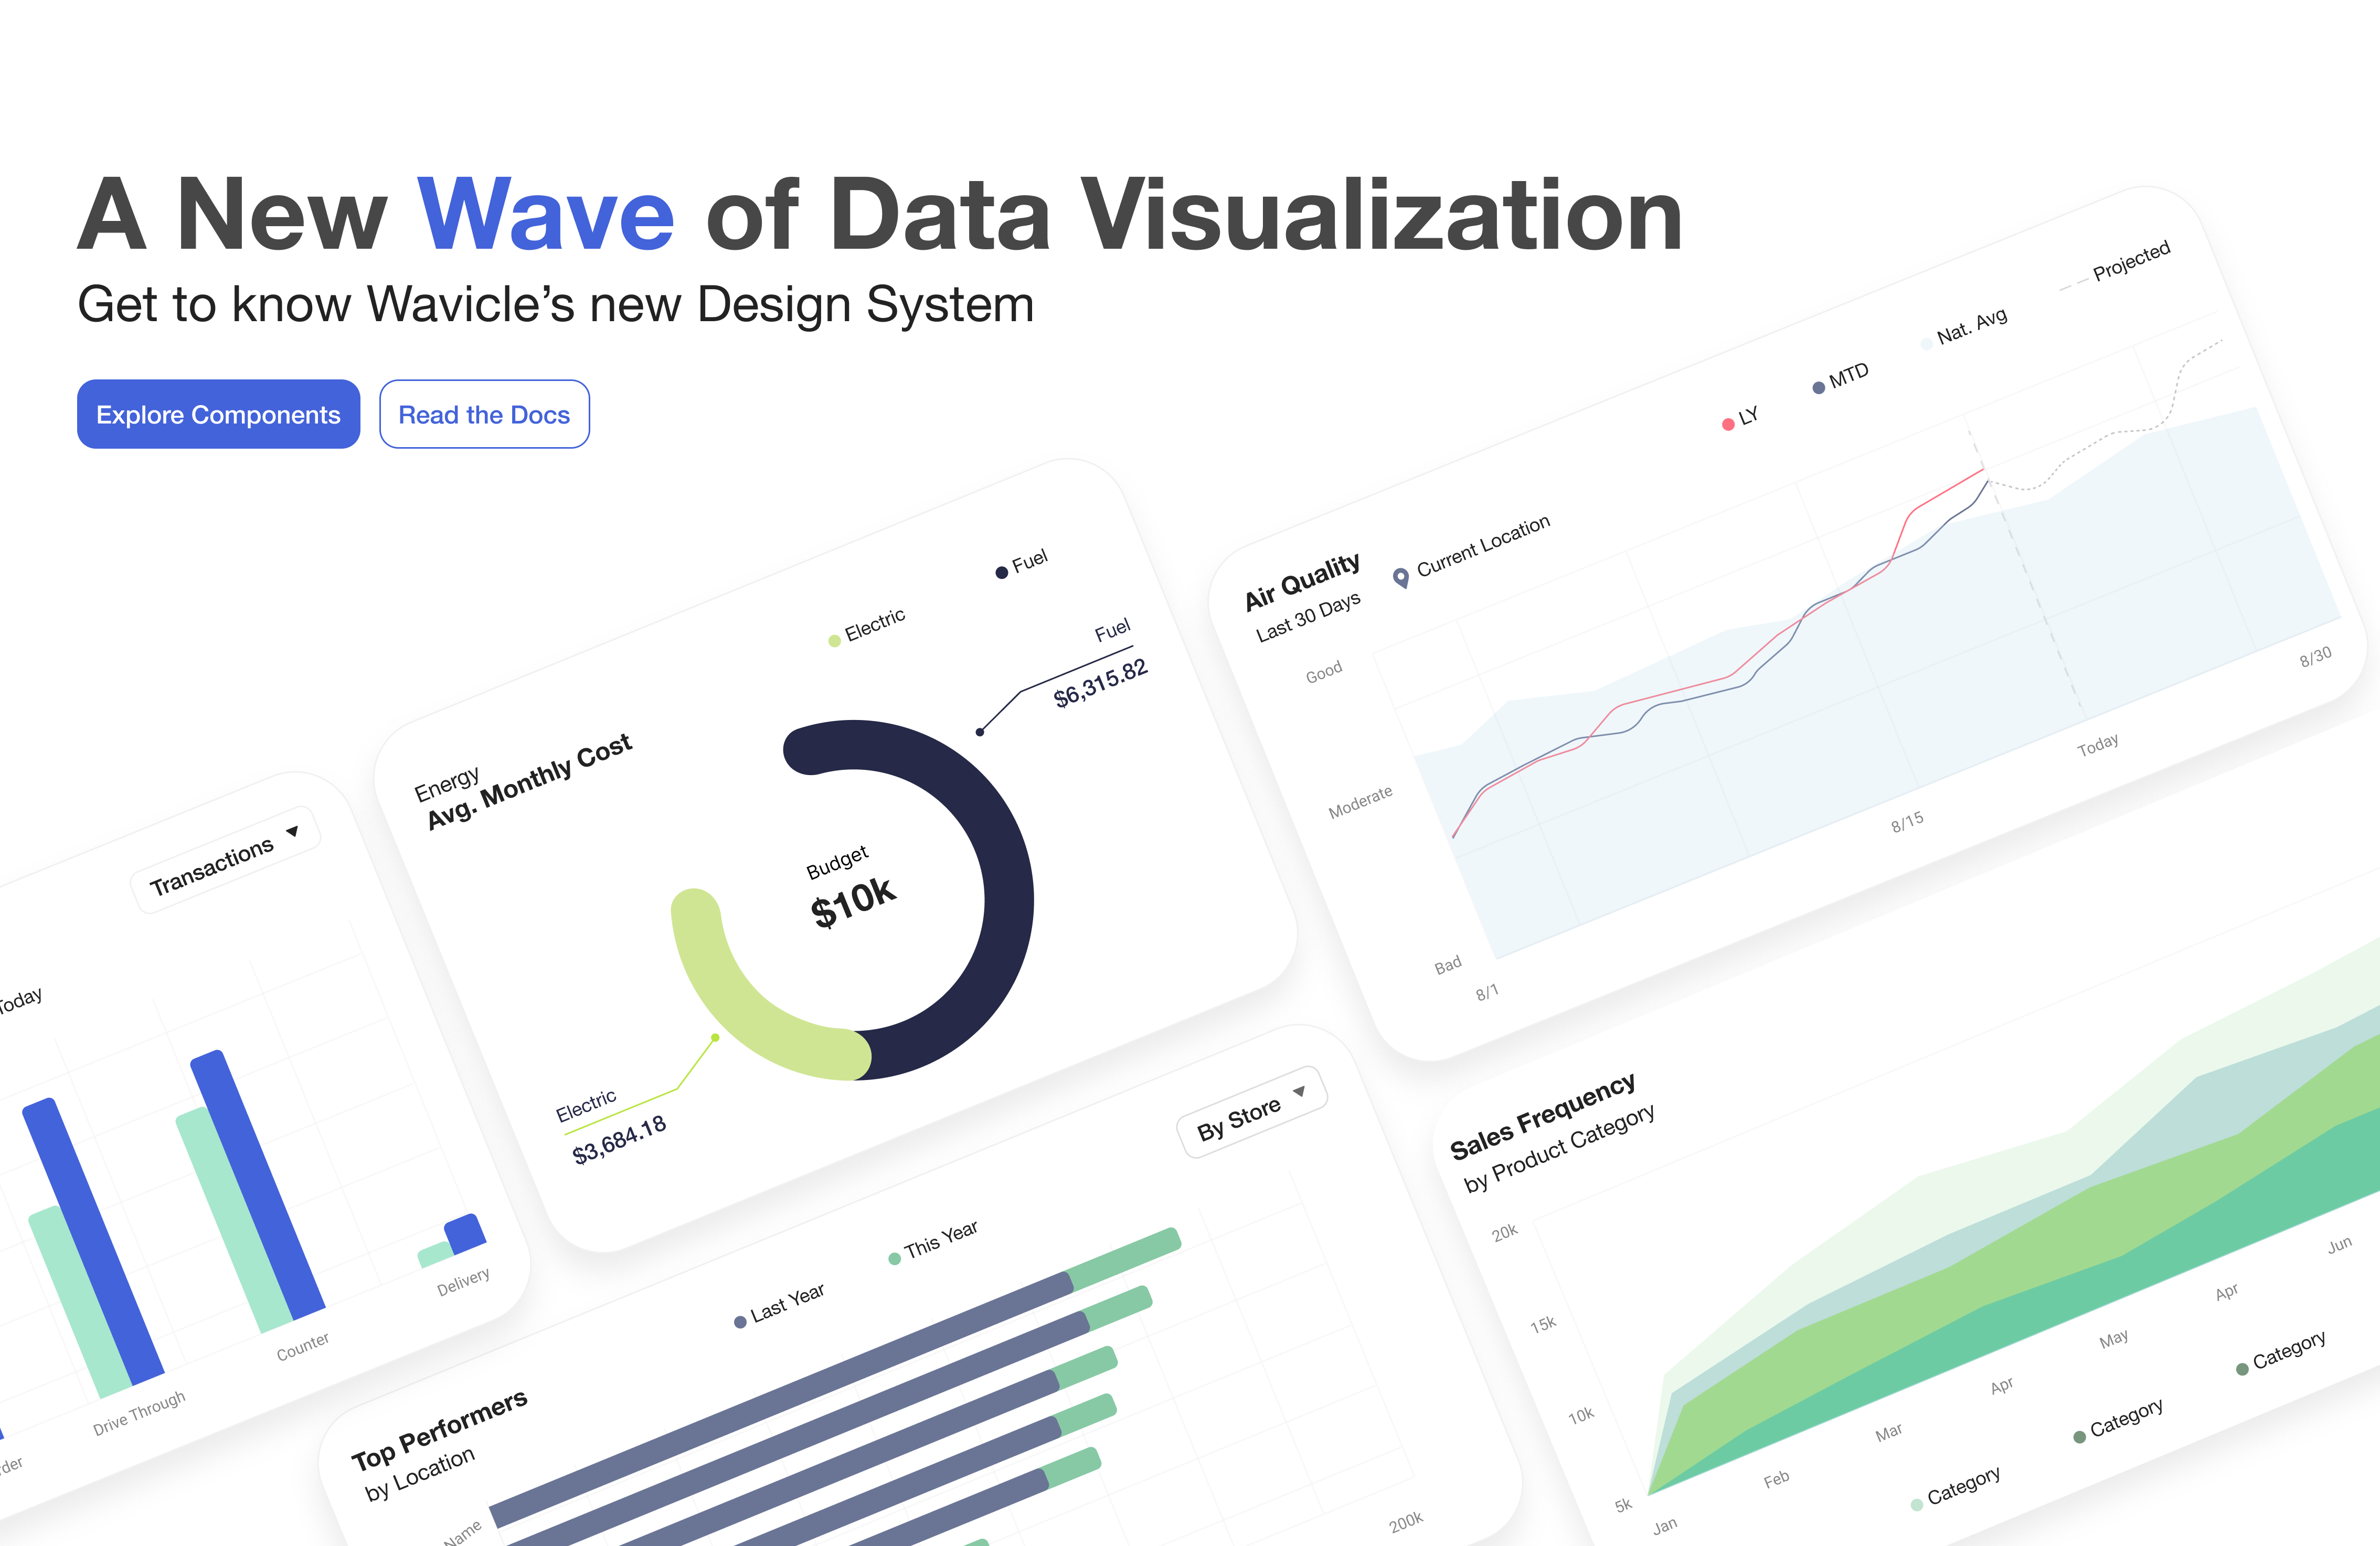 A New Wave of Data Visualization
Get to know Wavicle’s new Design System
Explore Components
Read the Docs
Transactions
Today
Drive Through
Counter
Delivery
Energy
Avg. Monthly Cost
Electric
Fuel
Fuel
$6,315.82
Budget
$10k
Electric
$3,684.18
Air Quality
Last 30 Days
Current Location
LY
MTD
Nat. Avg
Projected
Good
Moderate
Bad
8/1
8/15
Today
8/30
Top Performers
by Location
By Store
Last Year
This Year
Name
200k
Sales Frequency
by Product Category
20k
15k
10k
5k
Jan
Feb
Mar
Apr
May
Apr
Jun
Category
Category
Category